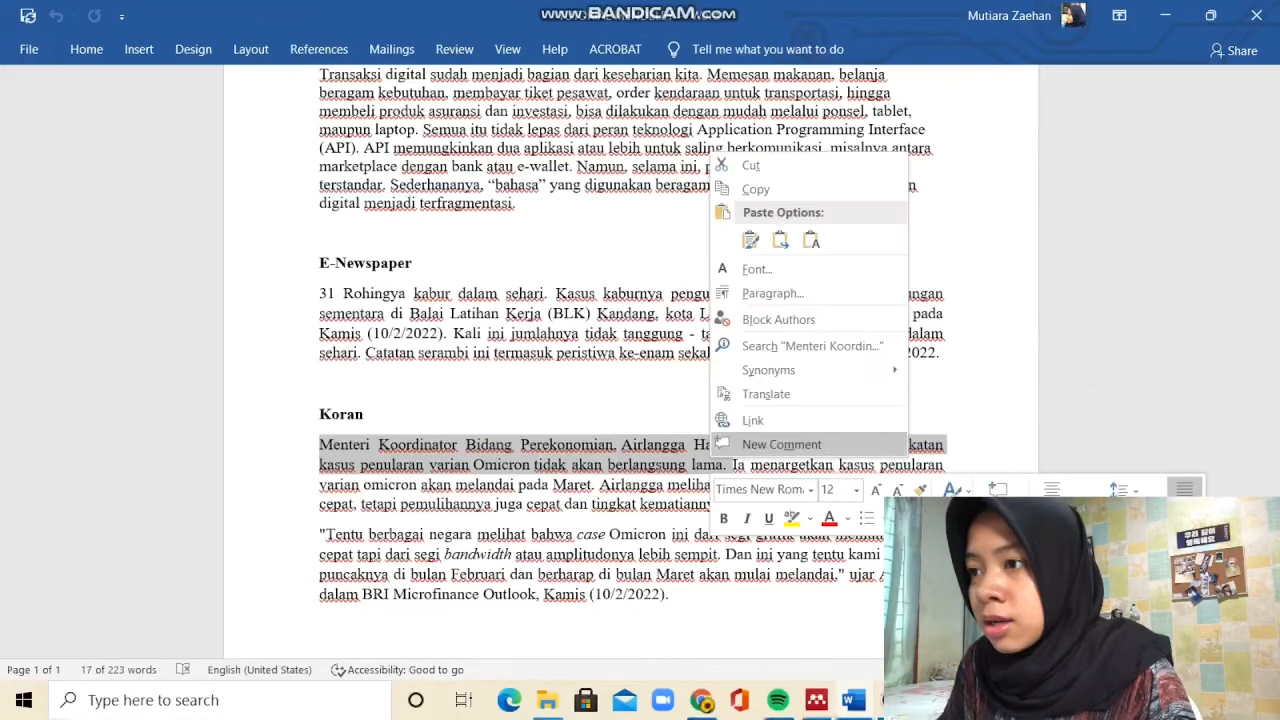 www.BANDICAM.com
Mutiara Zaehan
File Home Insert Design Layout References Mailings Review View Help ACROBAT Tell me what you want to do Share
Transaksi digital sudah menjadi bagian dari keseharian kita. Memesan makanan, belanja
beragam kebutuhan, membayar tiket pesawat, order kendaraan untuk transportasi, hingga
membeli produk asuransi dan investasi, bisa dilakukan dengan mudah melalui ponsel, tablet,
maupun laptop. Semua itu tidak lepas dari peran teknologi Application Programming Interface
(API). API memungkinkan dua aplikasi atau lebih untuk saling berkomunikasi, misalnya antara
marketplace dengan bank atau e-wallet. Namun, selama ini,
terstandar. Sederhananya, “bahasa” yang digunakan beragam
digital menjadi terfragmentasi.
E-Newspaper
31 Rohingya kabur dalam sehari. Kasus kaburnya
sementara di Balai Latihan Kerja (BLK) Kandang, kota pada
Kamis (10/2/2022). Kali ini jumlahnya tidak tanggung - dalam
sehari. Catatan serambi ini termasuk peristiwa ke-enam 2022.
Koran
Menteri Koordinator Bidang Perekonomian, Airlangga
kasus penularan varian Omicron tidak akan berlangsung lama. Ia menargetkan kasus penularan
varian omicron akan melandai pada Maret. Airlangga
cepat, tetapi pemulihannya juga cepat dan tingkat
"Tentu berbagai negara melihat bahwa case Omicron ini dari segi grafik akan
cepat tapi dari segi bandwidth atau amplitudonya lebih sempit. Dan ini yang tentu kami
puncaknya di bulan Februari dan berharap di bulan Maret akan mulai melandai," ujar
dalam BRI Microfinance Outlook, Kamis (10/2/2022).
Cut
Copy
Paste Options:
Font...
Paragraph...
Block Authors
Search "Menteri Koordin..."
Synonyms
Translate
Link
New Comment
Times New Rom 12
B I U
Page 1 of 1 17 of 223 words English (United States) Accessibility: Good to go
Type here to search